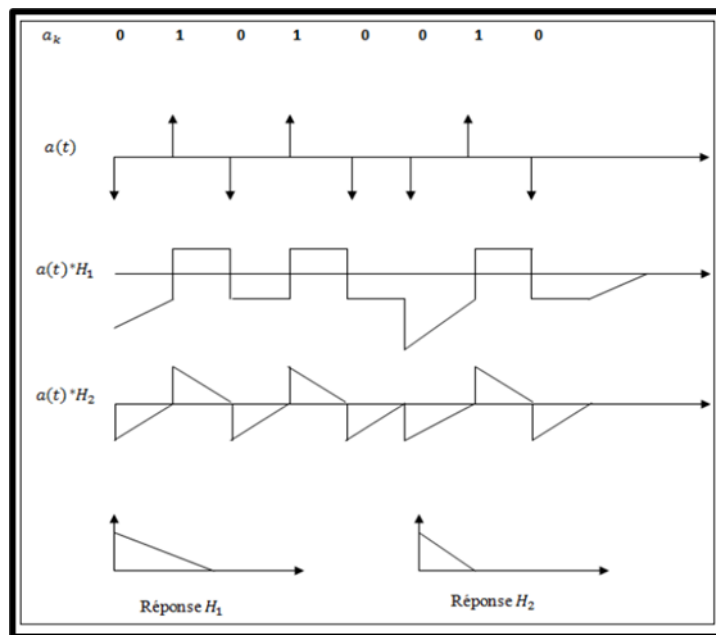 a_k 0 1 0 1 0 0 1 0
a(t)
a(t)*H_1
a(t)*H_2
Réponse H_1 Réponse H_2